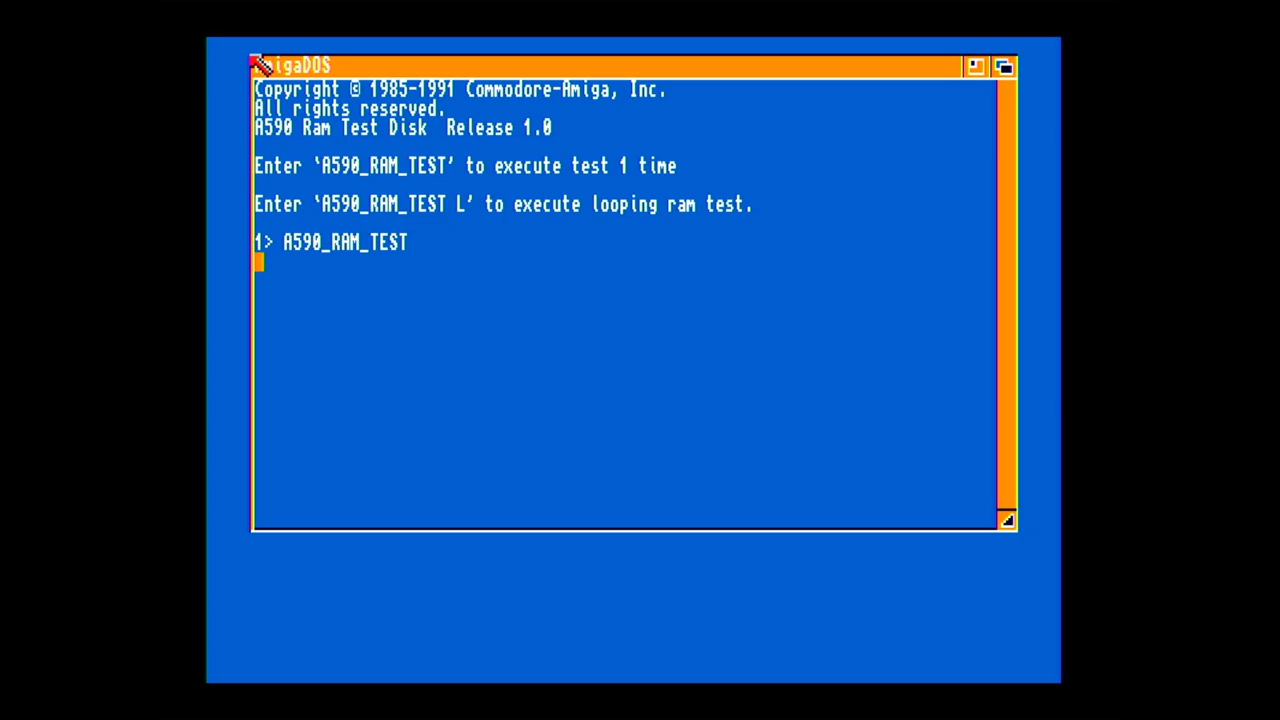 AmigaDOS
Copyright © 1985-1991 Commodore-Amiga, Inc.
All rights reserved.
A590 Ram Test Disk  Release 1.0
Enter `A590_RAM_TEST' to execute test 1 time
Enter `A590_RAM_TEST L' to execute looping ram test.
1> A590_RAM_TEST